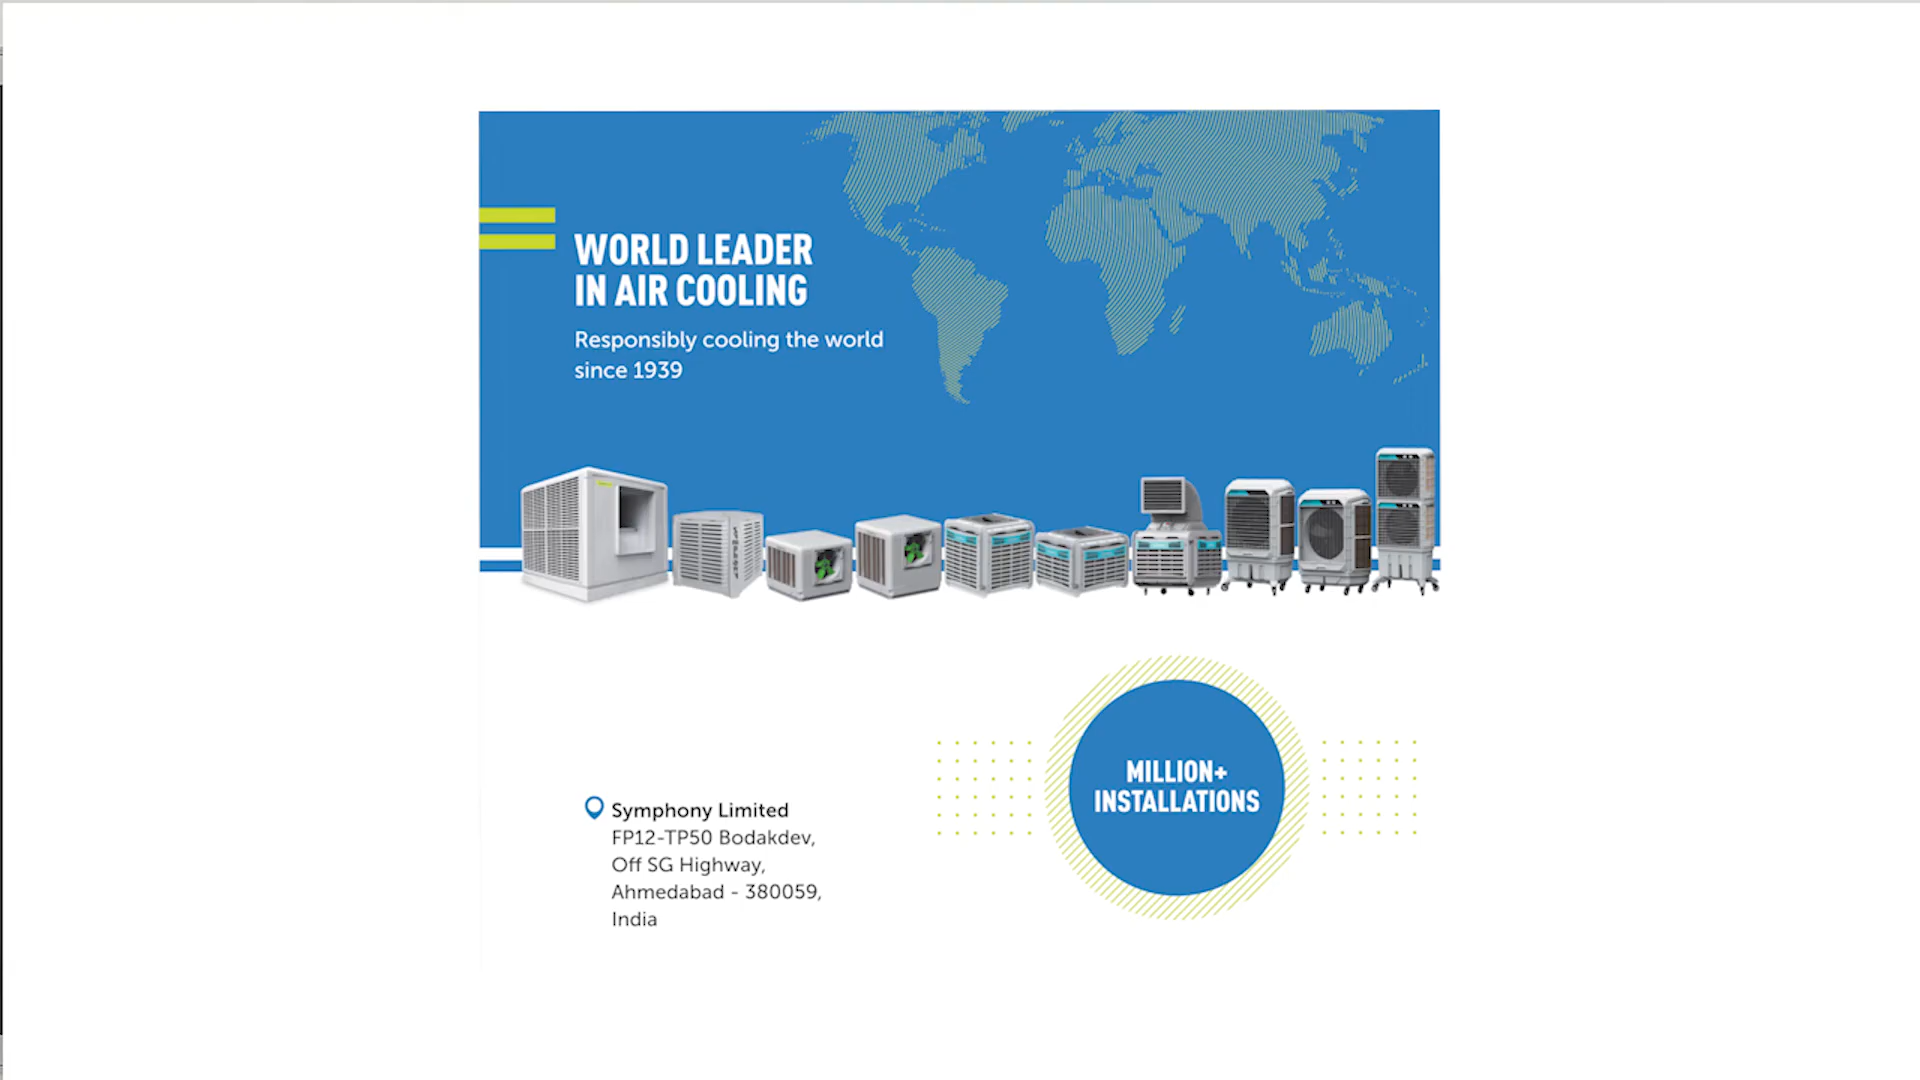 WORLD LEADER
IN AIR COOLING
Responsibly cooling the world
since 1939
MILLION+
INSTALLATIONS
Symphony Limited
FP12-TP50 Bodakdev,
Off SG Highway,
Ahmedabad - 380059,
India